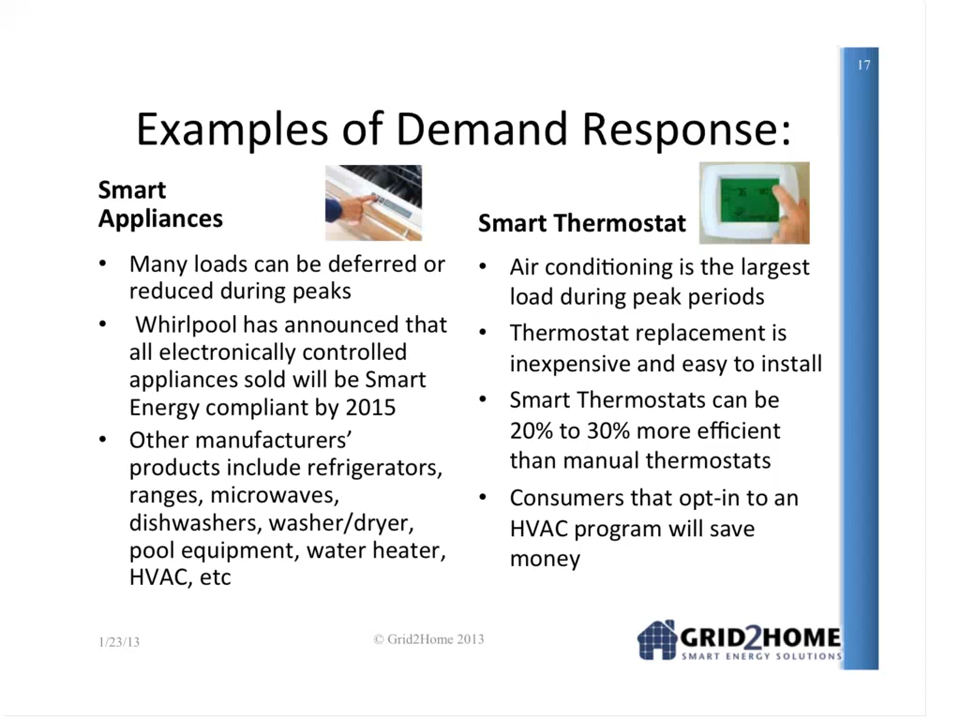 17
Examples of Demand Response:
Smart
Appliances
• Many loads can be deferred or
reduced during peaks
• Whirlpool has announced that
all electronically controlled
appliances sold will be Smart
Energy compliant by 2015
• Other manufacturers’
products include refrigerators,
ranges, microwaves,
dishwashers, washer/dryer,
pool equipment, water heater,
HVAC, etc
Smart Thermostat
• Air conditioning is the largest
load during peak periods
• Thermostat replacement is
inexpensive and easy to install
• Smart Thermostats can be
20% to 30% more efficient
than manual thermostats
• Consumers that opt-in to an
HVAC program will save
money
1/23/13
© Grid2Home 2013
GRID2HOME
SMART ENERGY SOLUTIONS